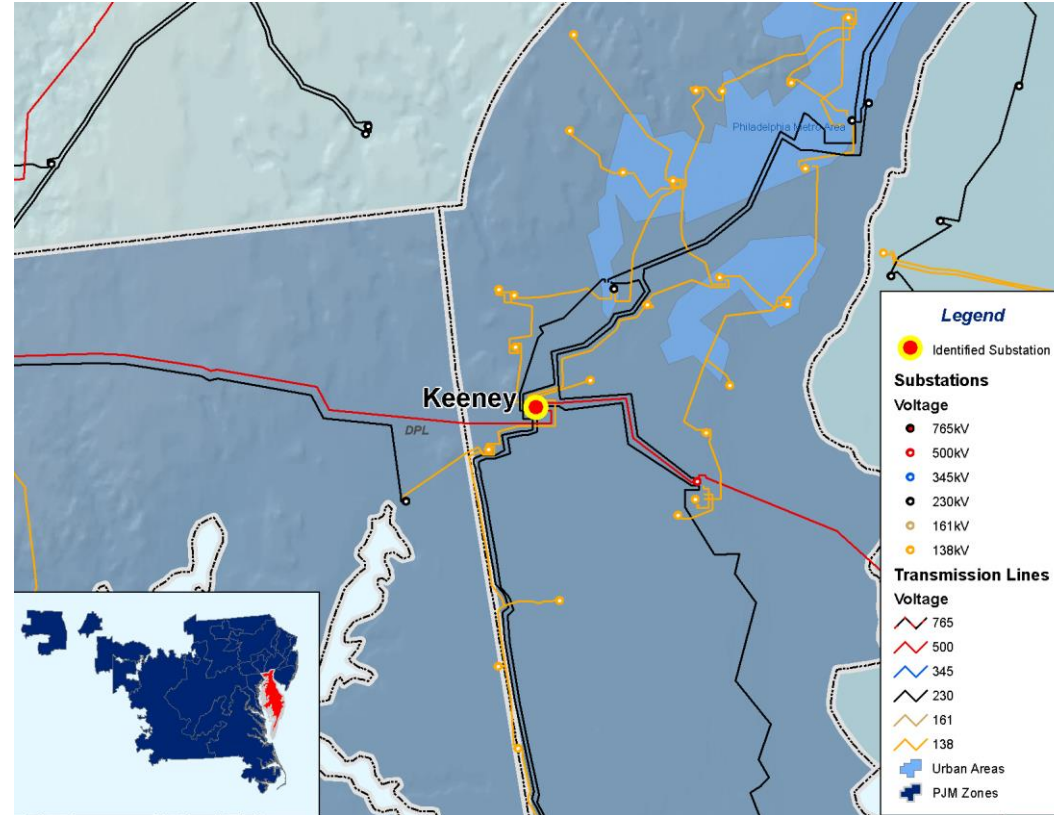 Philadelphia Metro Area
Keeney
DPL
Legend
Identified Substation
Substations
Voltage
765kV
500kV
345kV
230kV
161kV
138kV
Transmission Lines
Voltage
765
500
345
230
161
138
Urban Areas
PJM Zones